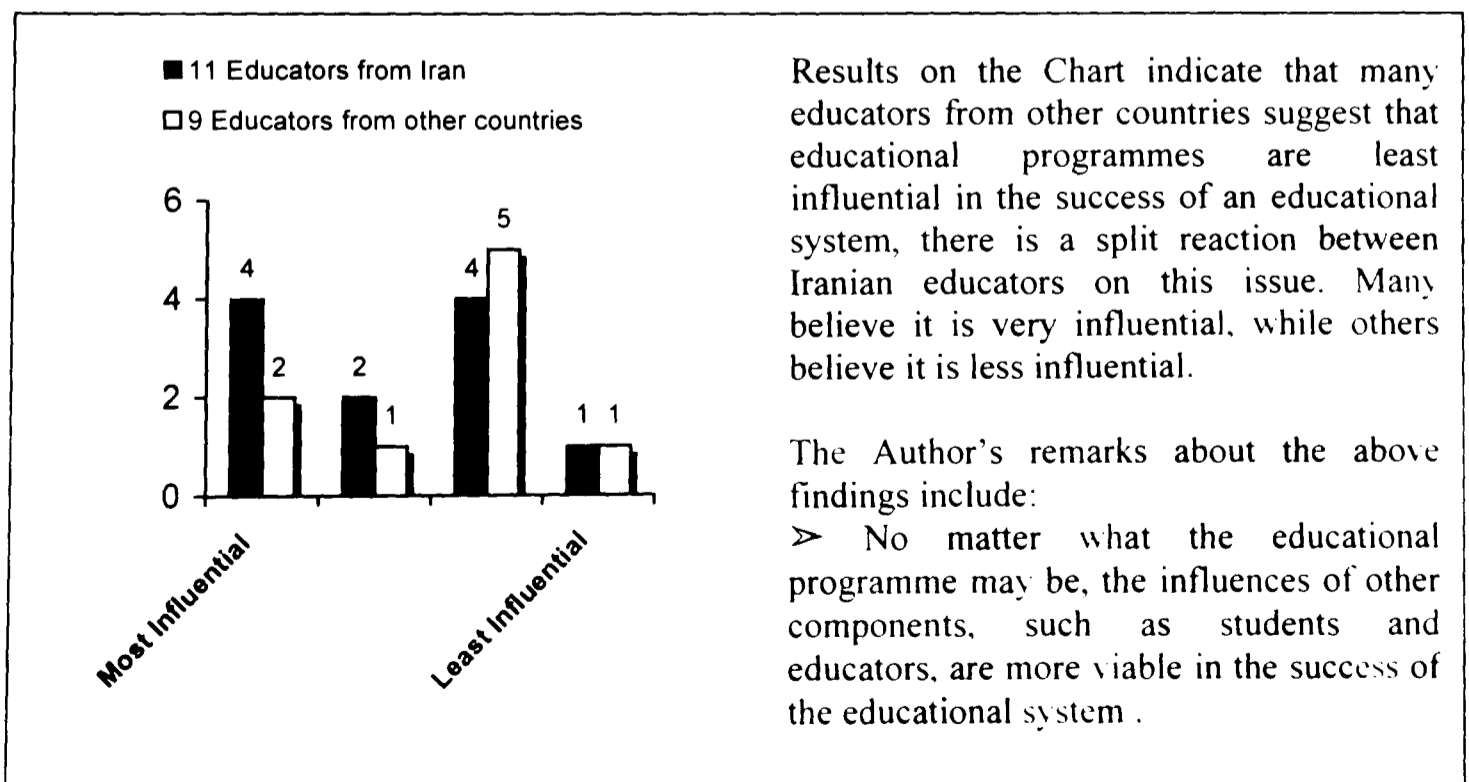 ■ 11 Educators from Iran
□ 9 Educators from other countries
6
4
2
0
4
2
2
1
4
5
1
1
Most Influential
Least Influential
Results on the Chart indicate that many
educators from other countries suggest that
educational programmes are least
influential in the success of an educational
system, there is a split reaction between
Iranian educators on this issue. Many
believe it is very influential, while others
believe it is less influential.
The Author's remarks about the above
findings include:
➢ No matter what the educational
programme may be, the influences of other
components, such as students and
educators, are more viable in the success of
the educational system .